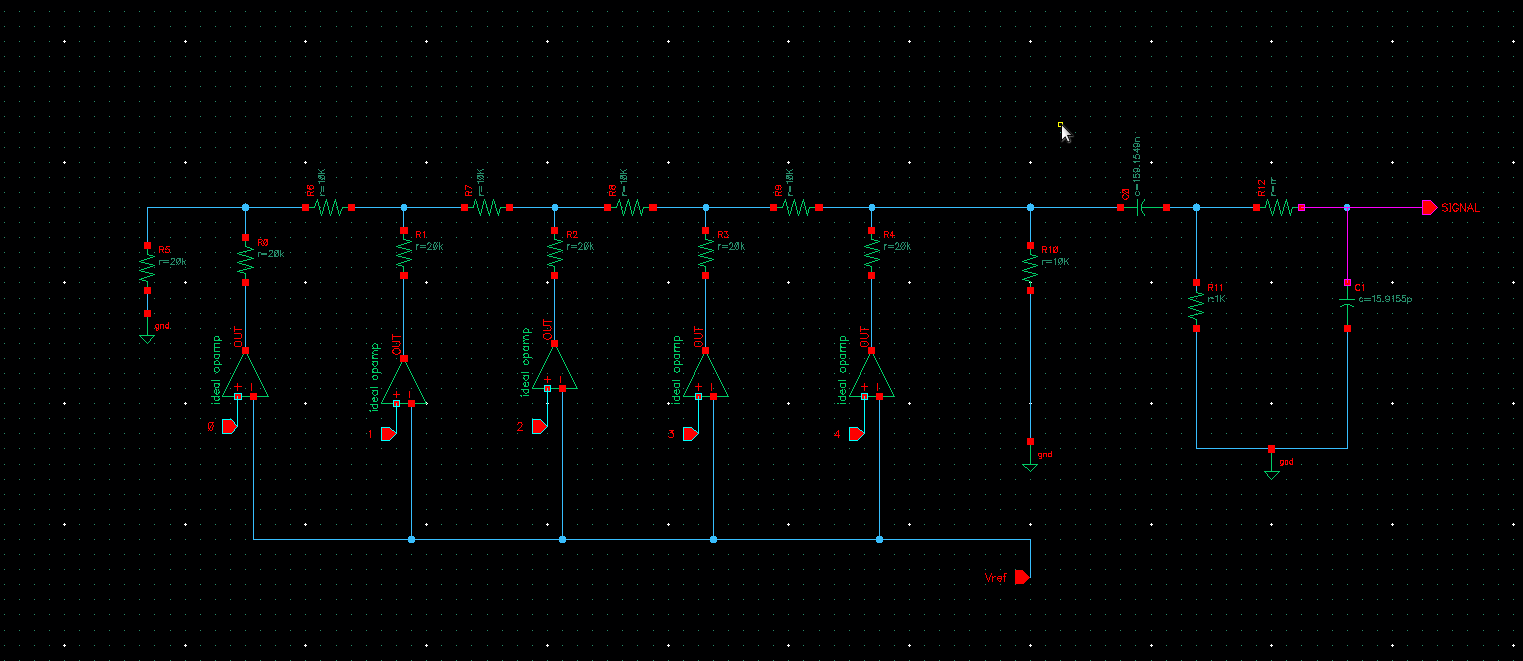 R6
r=10K
R7
r=10K
R8
r=10K
R9
r=10K
C0
c=159.1549n
R12
r=r
SIGNAL
R5
r=20k
R0
r=20k
R1
r=20k
R2
r=20k
R3
r=20k
R4
r=20k
R10
r=10K
R11
r:1K
C1
c=15.9155p
gnd
ideal opamp
OUT
+
-
ideal opamp
OUT
+
-
ideal opamp
OUT
+
-
ideal opamp
OUT
+
-
ideal opamp
OUT
+
-
0
1
2
3
4
gnd
gnd
Vref